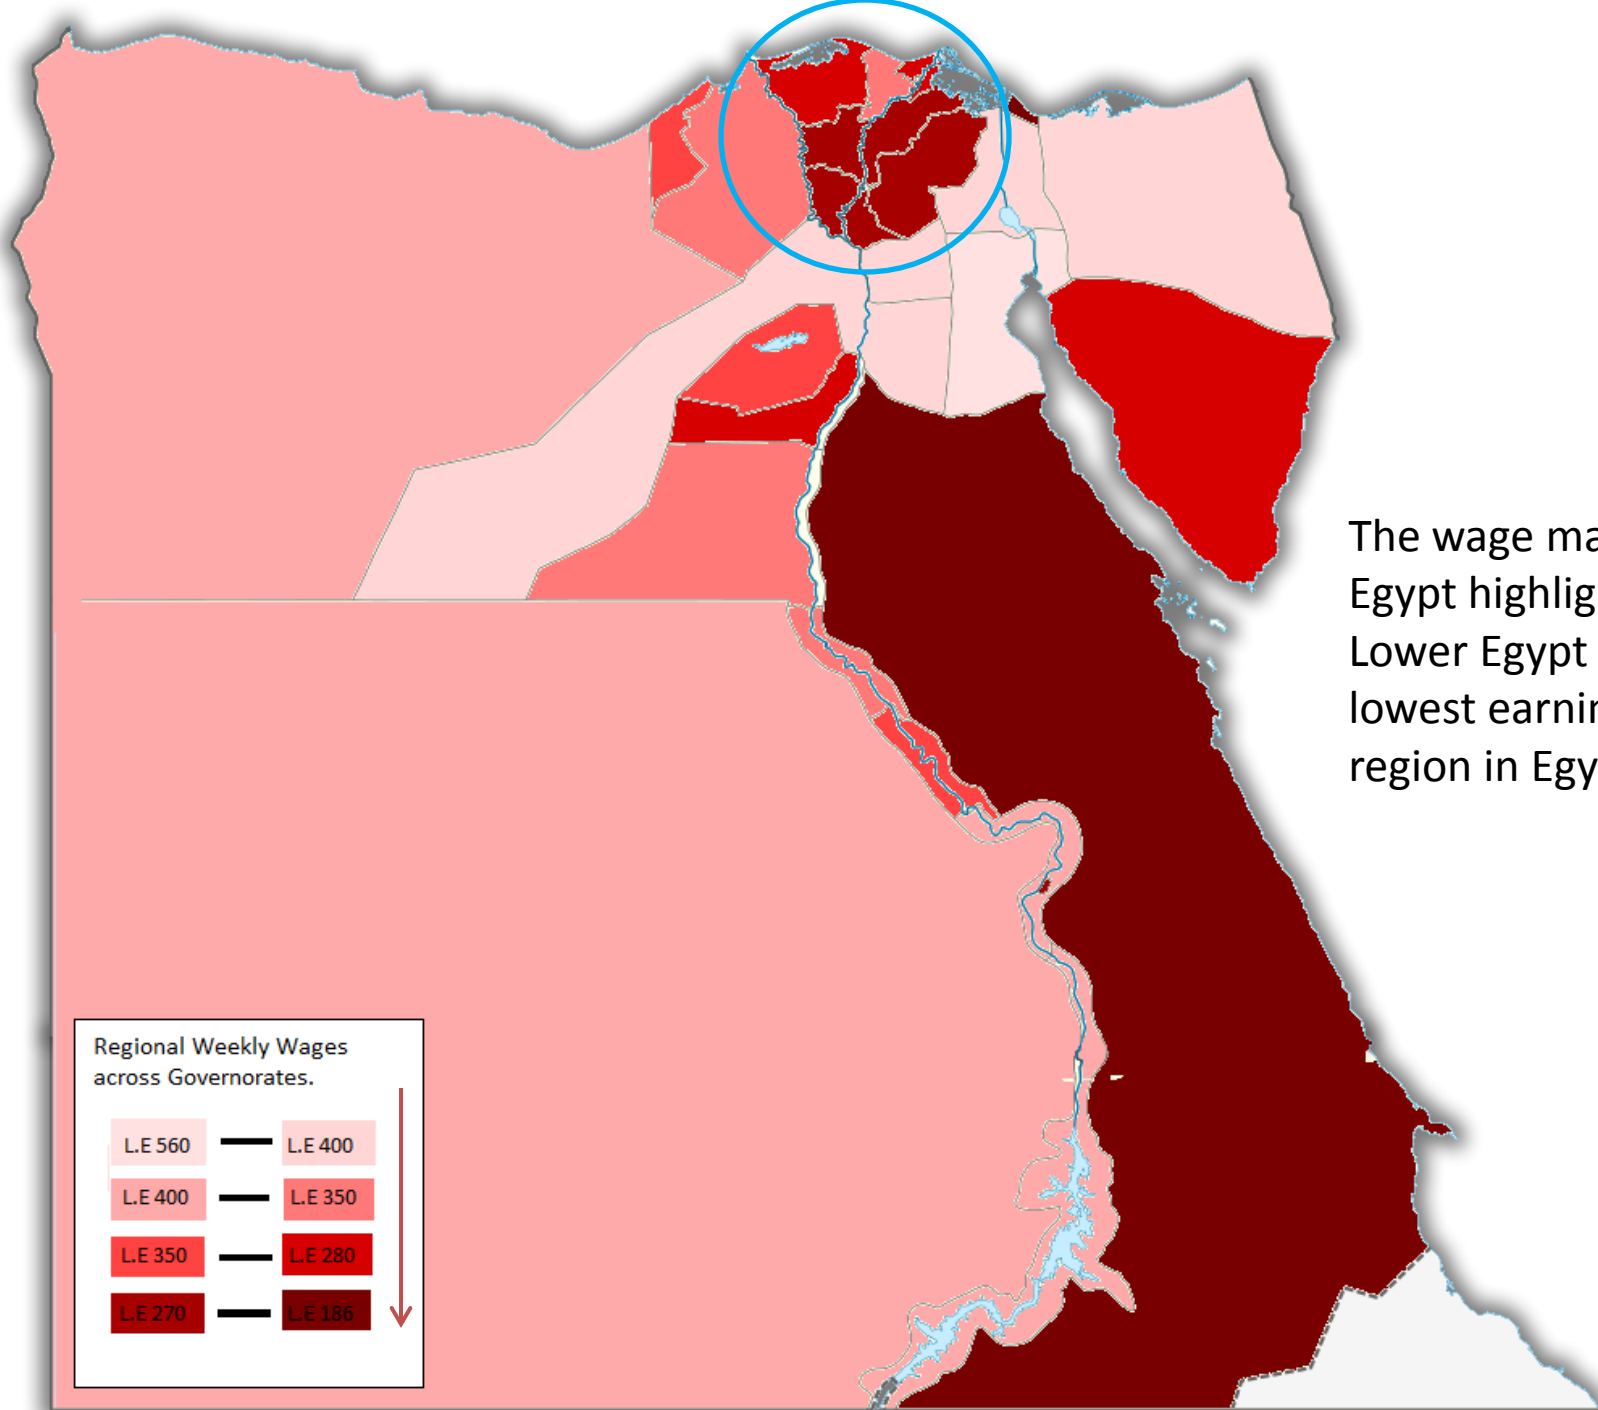 The wage ma
Egypt highlig
Lower Egypt
lowest earnin
region in Egy
Regional Weekly Wages
across Governorates.
L.E 560 L.E 400
L.E 400 L.E 350
L.E 350 L.E 280
L.E 270 L.E 186